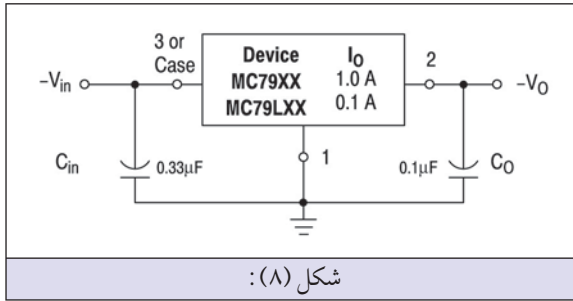 3 or
Case
Device I_O
MC79XX 1.0 A
MC79LXX 0.1 A
2
–V_in
–V_O
1
C_in
0.33µF
0.1µF
C_O
شكل (٨) :